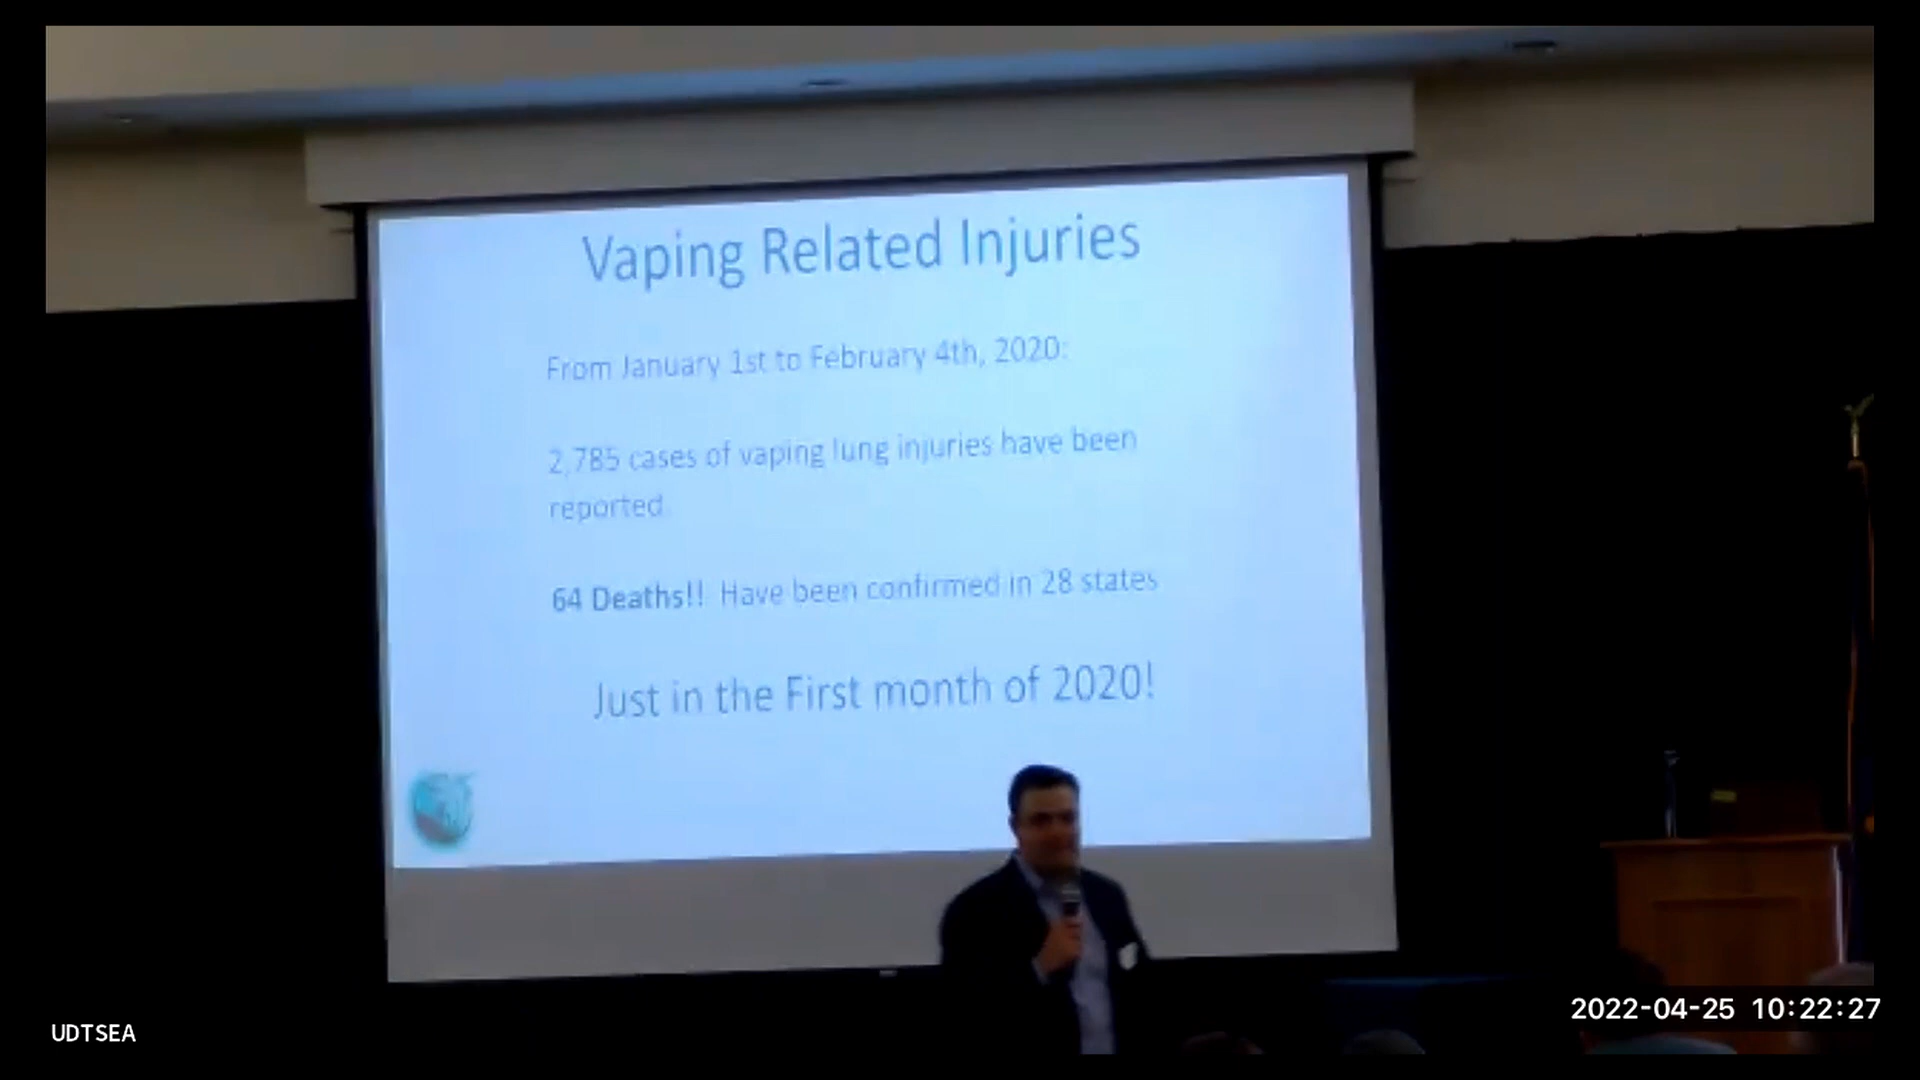 Vaping Related Injuries
From January 1st to February 4th, 2020:
2,785 cases of vaping lung injuries have been
reported.
64 Deaths!! Have been confirmed in 28 states
Just in the First month of 2020!
UDTSEA
2022-04-25 10:22:27